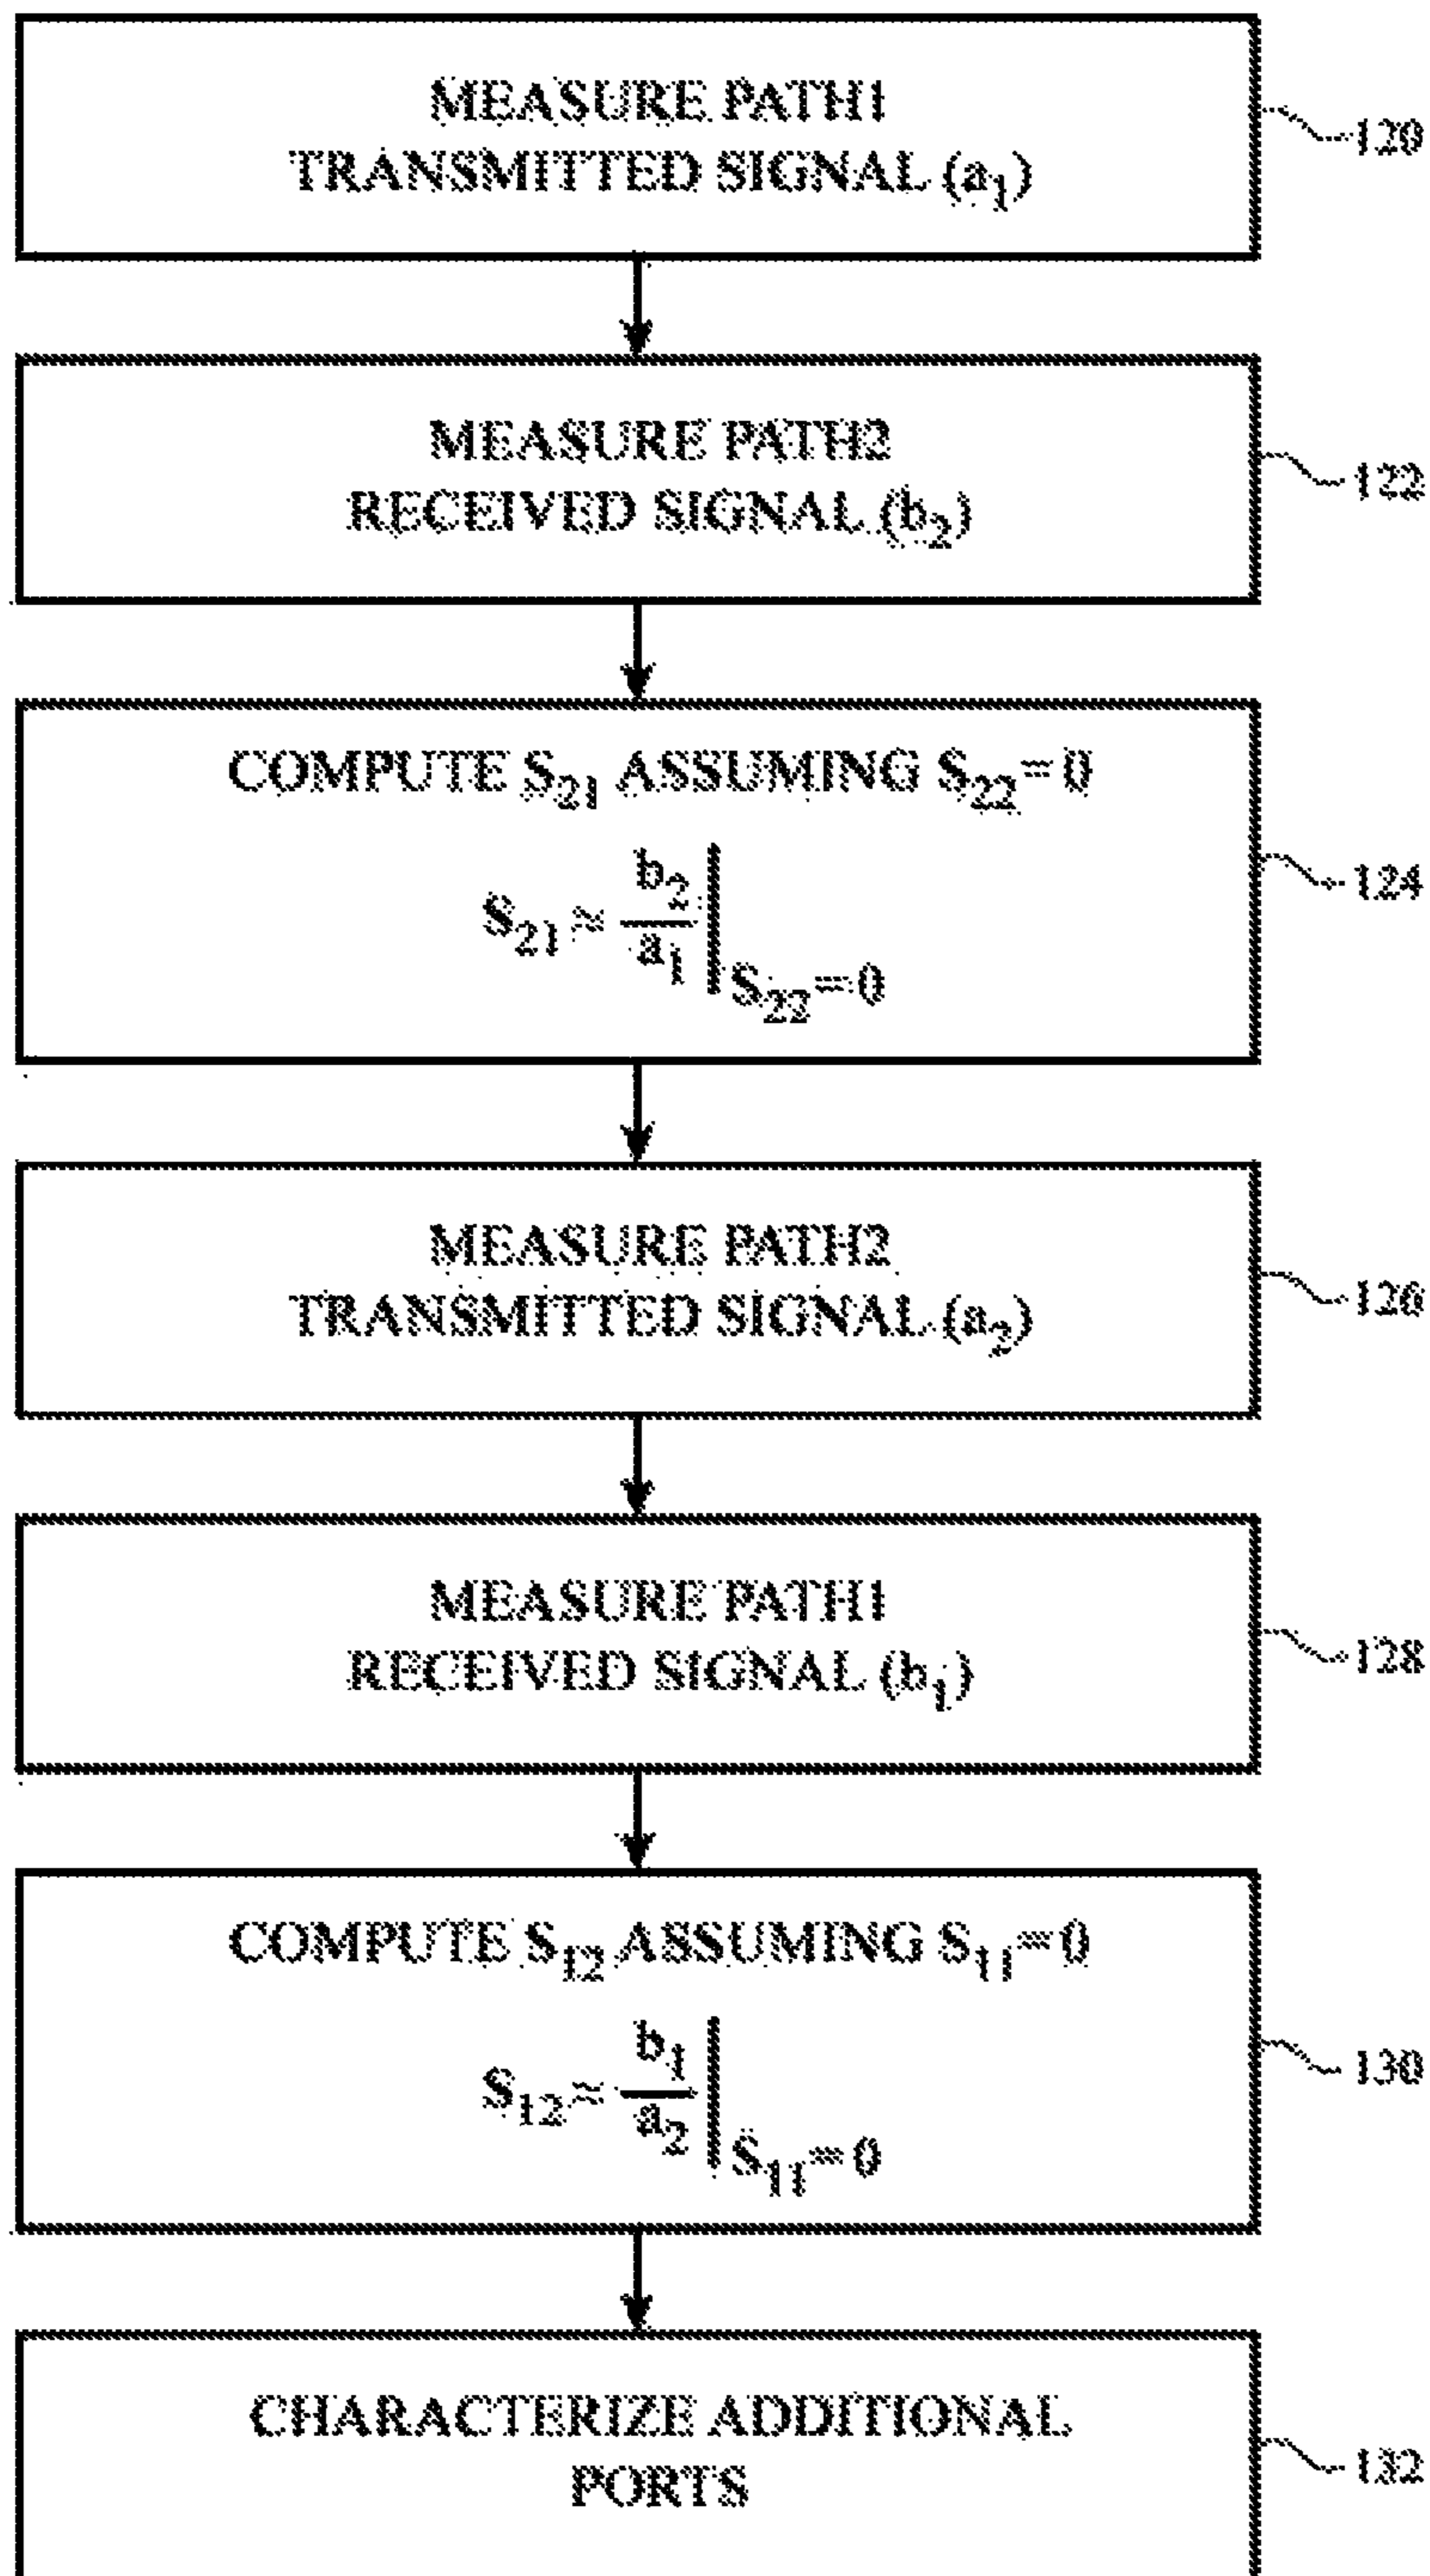 MEASURE PATH1
TRANSMITTED SIGNAL (a₁)
120
MEASURE PATH2
RECEIVED SIGNAL (b₂)
122
COMPUTE S₂₁ ASSUMING S₂₂=0
S₂₁ ≈ b₂/a₁ |S₂₂=0
124
MEASURE PATH2
TRANSMITTED SIGNAL (a₂)
126
MEASURE PATH1
RECEIVED SIGNAL (b₁)
128
COMPUTE S₁₂ ASSUMING S₁₁=0
S₁₂ ≈ b₁/a₂ |S₁₁=0
130
CHARACTERIZE ADDITIONAL
PORTS
132